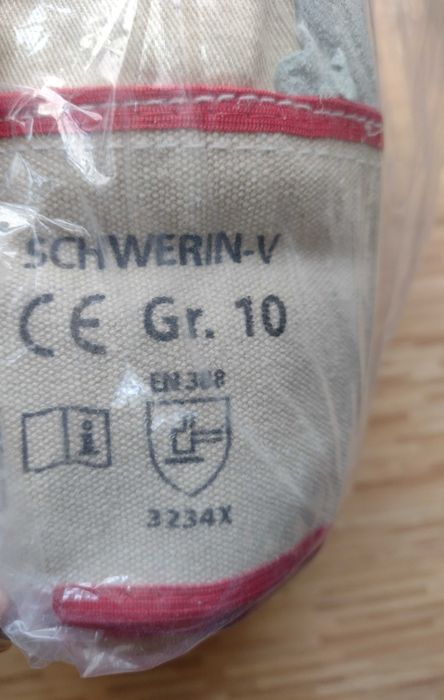 SCHWERIN-V
CE Gr. 10
EN 388
i
3234X